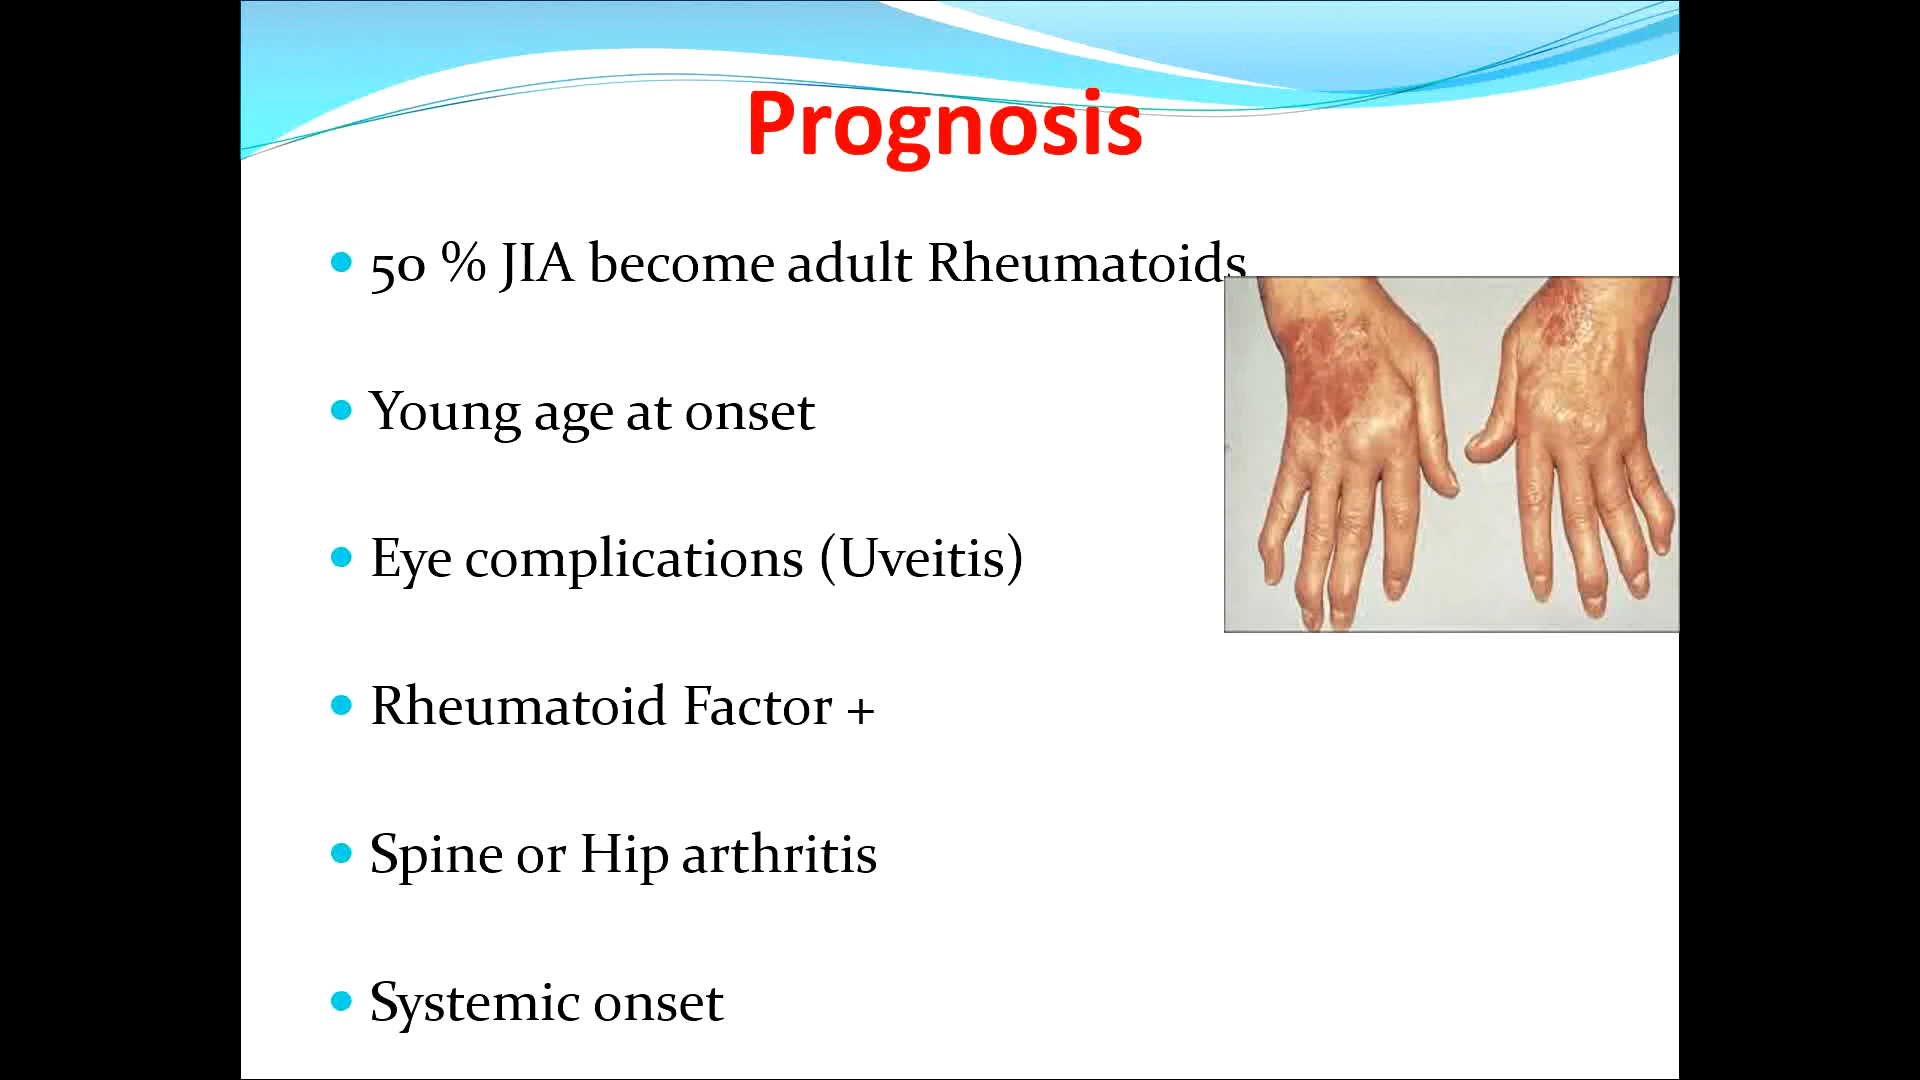 Prognosis
• 50 % JIA become adult Rheumatoids
• Young age at onset
• Eye complications (Uveitis)
• Rheumatoid Factor +
• Spine or Hip arthritis
• Systemic onset